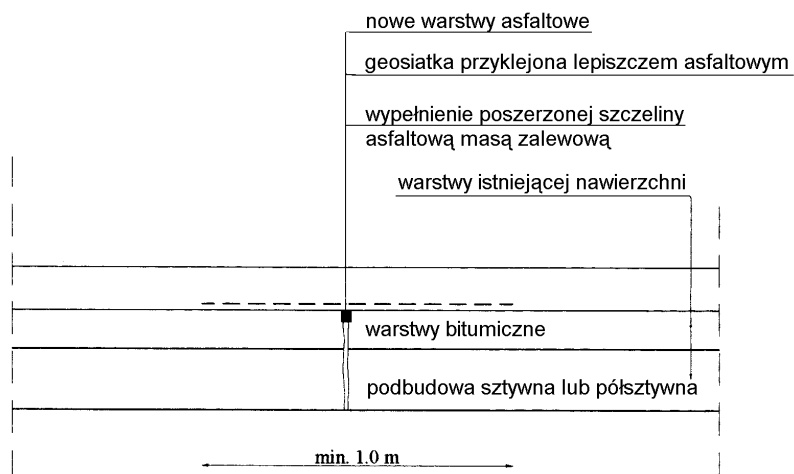 nowe warstwy asfaltowe
geosiatka przyklejona lepiszczem asfaltowym
wypełnienie poszerzonej szczeliny
asfaltową masą zalewową
warstwy istniejącej nawierzchni
warstwy bitumiczne
podbudowa sztywna lub półsztywna
min. 1,0 m